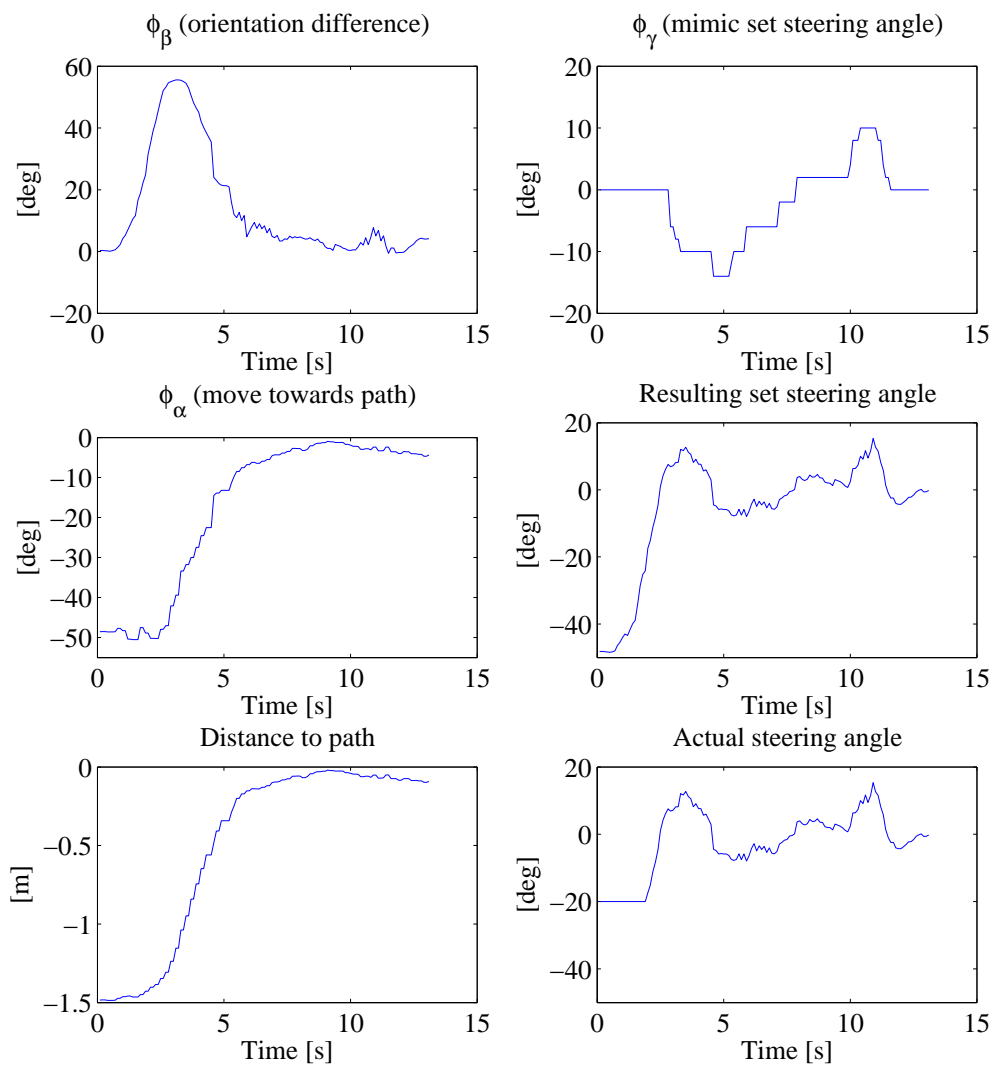 ϕβ (orientation difference)
60
40
20
0
−20
[deg]
0 5 10 15
Time [s]
ϕγ (mimic set steering angle)
20
10
0
−10
−20
[deg]
0 5 10 15
Time [s]
ϕα (move towards path)
0
−10
−20
−30
−40
−50
[deg]
0 5 10 15
Time [s]
Resulting set steering angle
20
0
−20
−40
[deg]
0 5 10 15
Time [s]
Distance to path
0
−0.5
−1
−1.5
[m]
0 5 10 15
Time [s]
Actual steering angle
20
0
−20
−40
[deg]
0 5 10 15
Time [s]